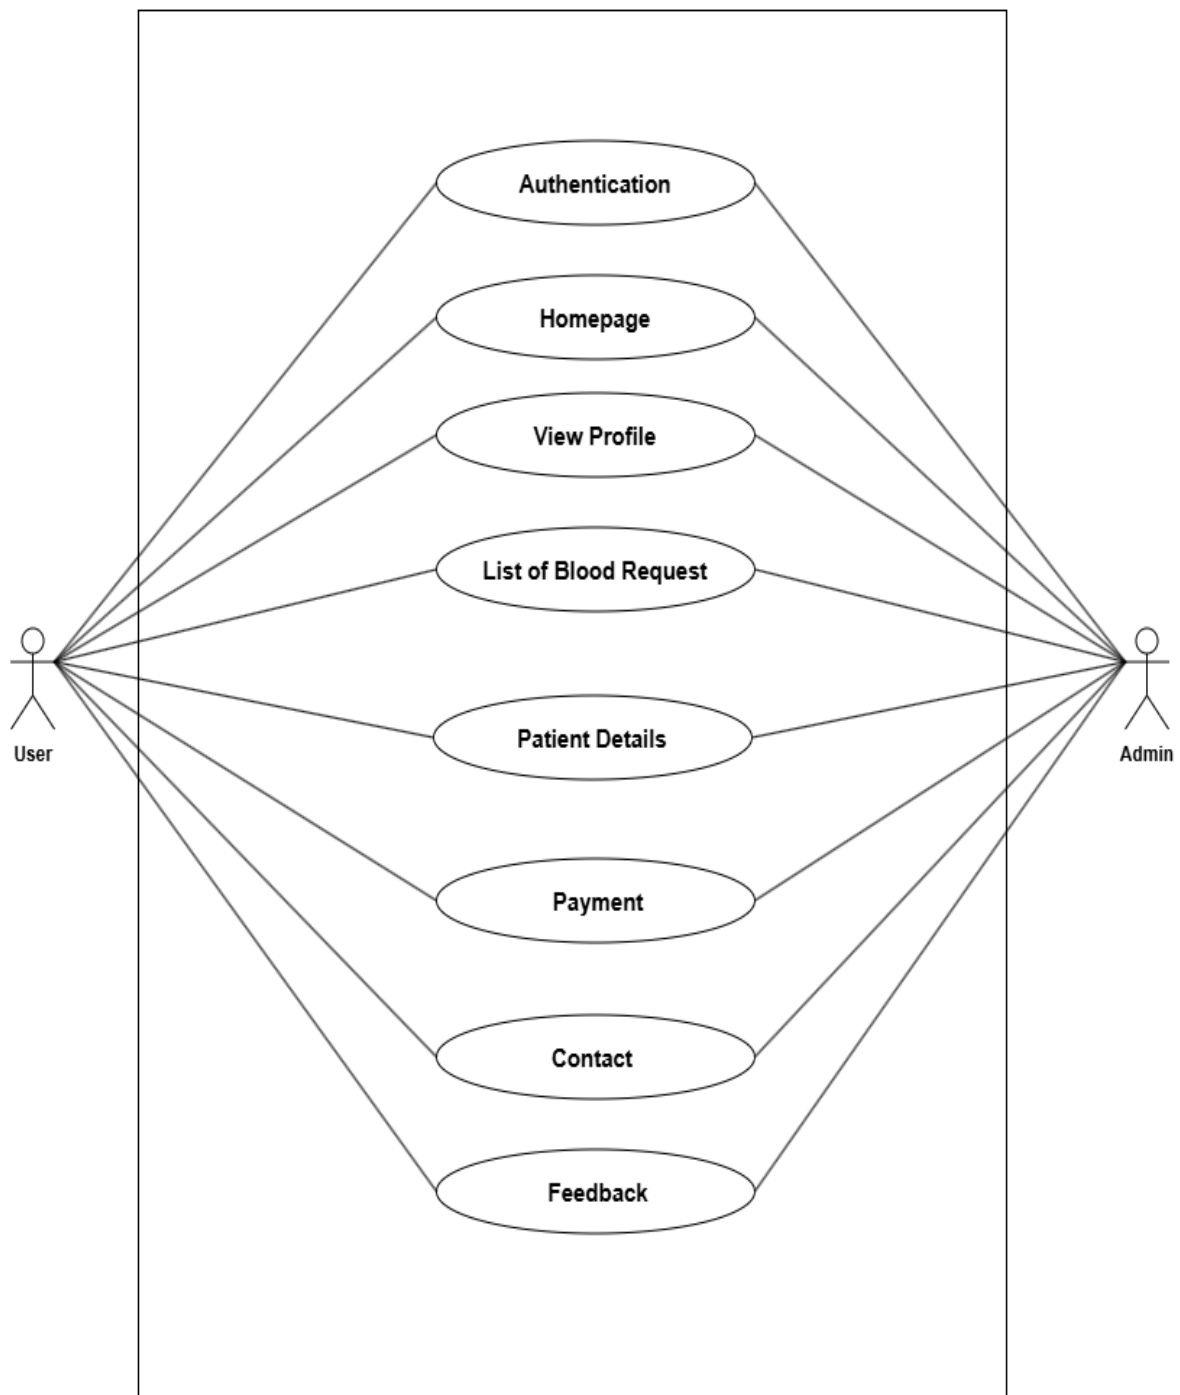 Authentication
Homepage
View Profile
List of Blood Request
Patient Details
User
Admin
Payment
Contact
Feedback